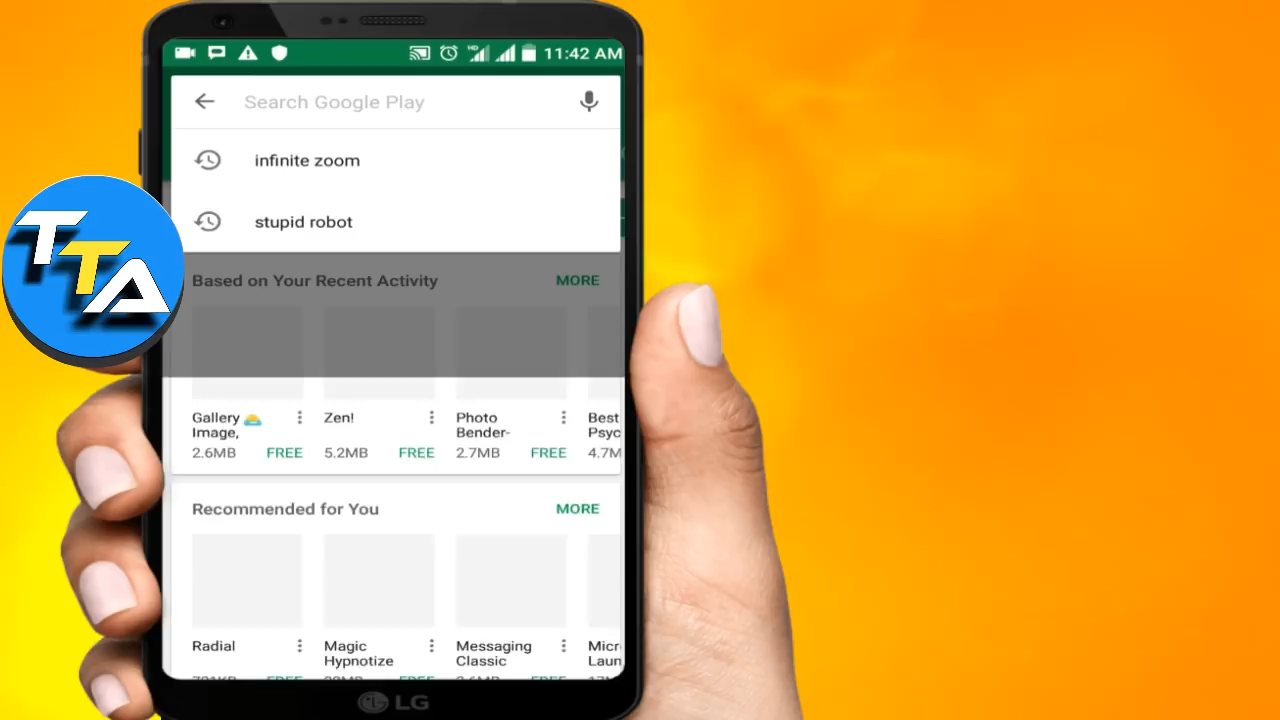 11:42 AM
Search Google Play
infinite zoom
stupid robot
TTA
Based on Your Recent Activity MORE
Gallery Zen! Photo Best
Image, Bender- Psyc
2.6MB FREE 5.2MB FREE 2.7MB FREE 4.7M
Recommended for You MORE
Radial Magic Messaging Micr
Hypnotize Classic Laun
LG